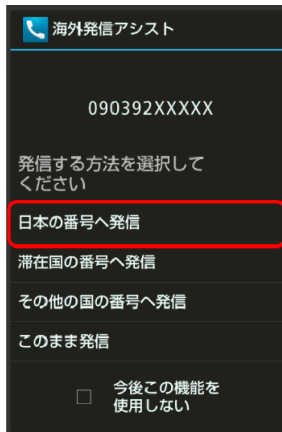 海外発信アシスト
090392XXXXX
発信する方法を選択して
ください
日本の番号へ発信
滞在国の番号へ発信
その他の国の番号へ発信
このまま発信
今後この機能を
使用しない